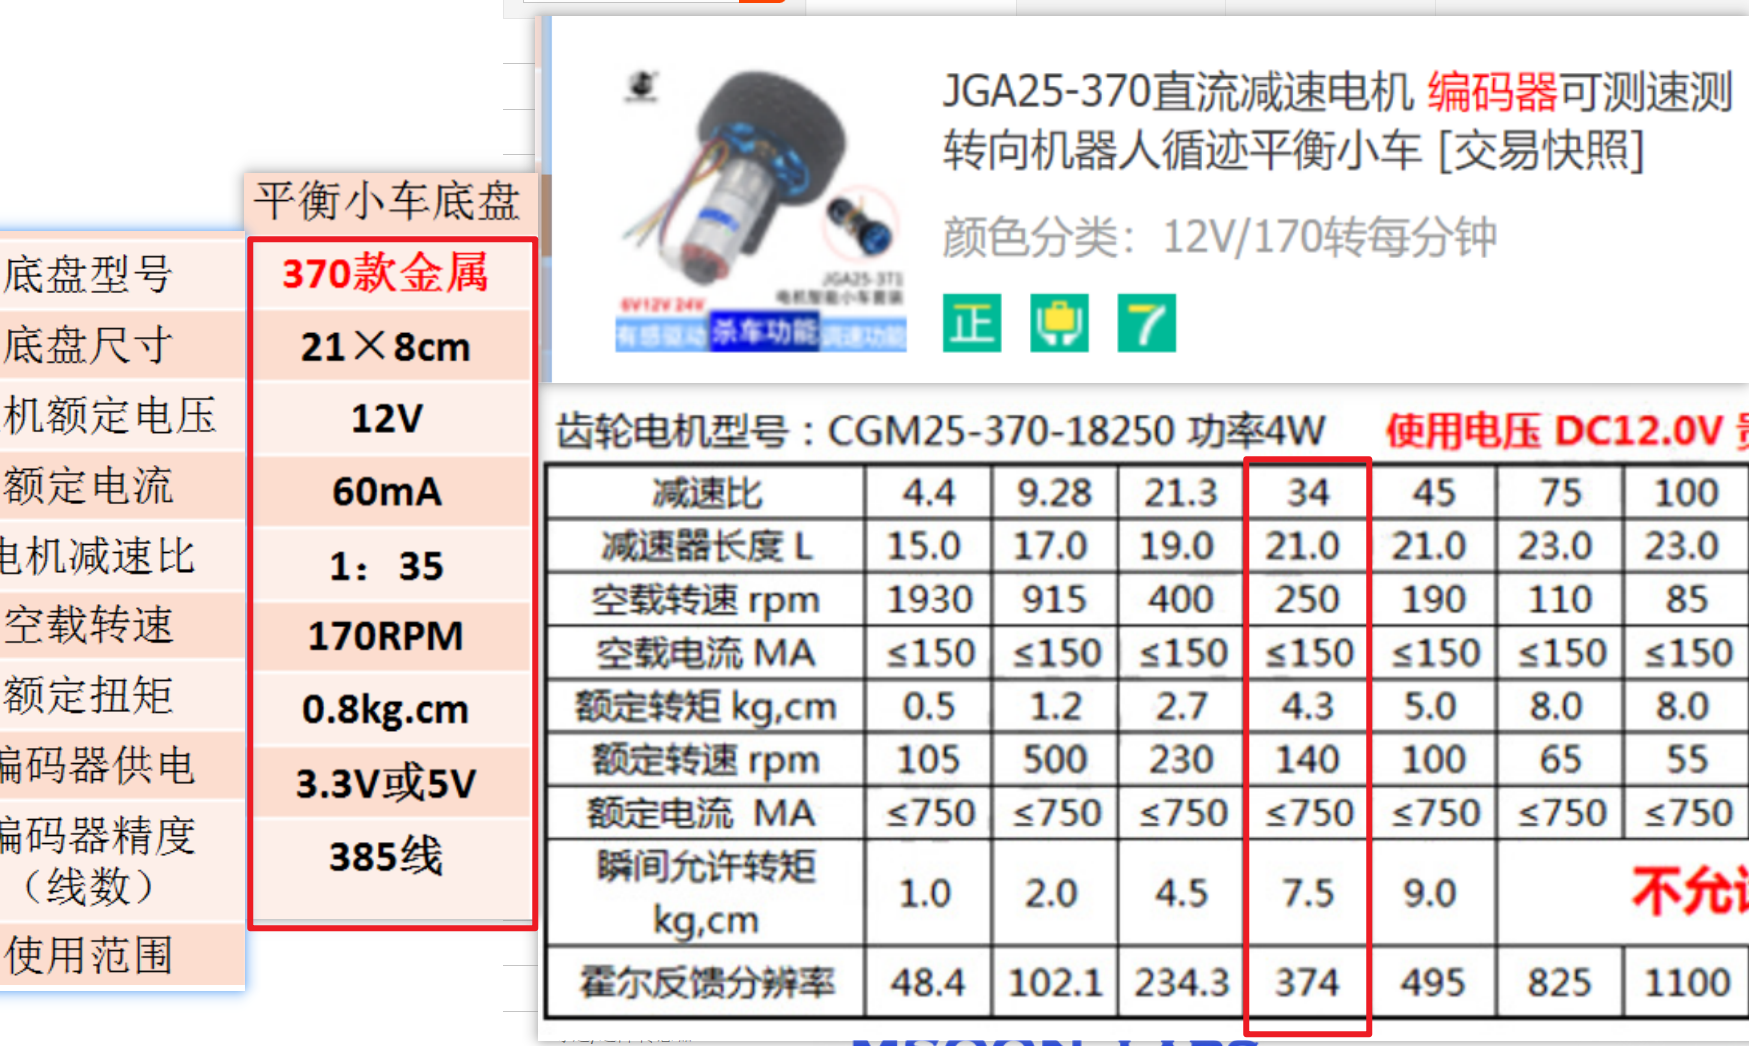 平衡小车底盘
底盘型号 370款金属
底盘尺寸 21×8cm
机额定电压 12V
额定电流 60mA
电机减速比 1：35
空载转速 170RPM
额定扭矩 0.8kg.cm
编码器供电 3.3V或5V
编码器精度
（线数） 385线
使用范围
JGA25-370直流减速电机 编码器可测速测
转向机器人循迹平衡小车 [交易快照]
颜色分类：12V/170转每分钟
正 7
JGA25-371
电机智能小车套装
6V12V 24V
有感驱动 杀车功能 调速功能
齿轮电机型号：CGM25-370-18250 功率4W 使用电压 DC12.0V
减速比 4.4 9.28 21.3 34 45 75 100
减速器长度 L 15.0 17.0 19.0 21.0 21.0 23.0 23.0
空载转速 rpm 1930 915 400 250 190 110 85
空载电流 MA ≤150 ≤150 ≤150 ≤150 ≤150 ≤150 ≤150
额定转矩 kg,cm 0.5 1.2 2.7 4.3 5.0 8.0 8.0
额定转速 rpm 105 500 230 140 100 65 55
额定电流 MA ≤750 ≤750 ≤750 ≤750 ≤750 ≤750 ≤750
瞬间允许转矩
kg,cm 1.0 2.0 4.5 7.5 9.0 不允
霍尔反馈分辨率 48.4 102.1 234.3 374 495 825 1100